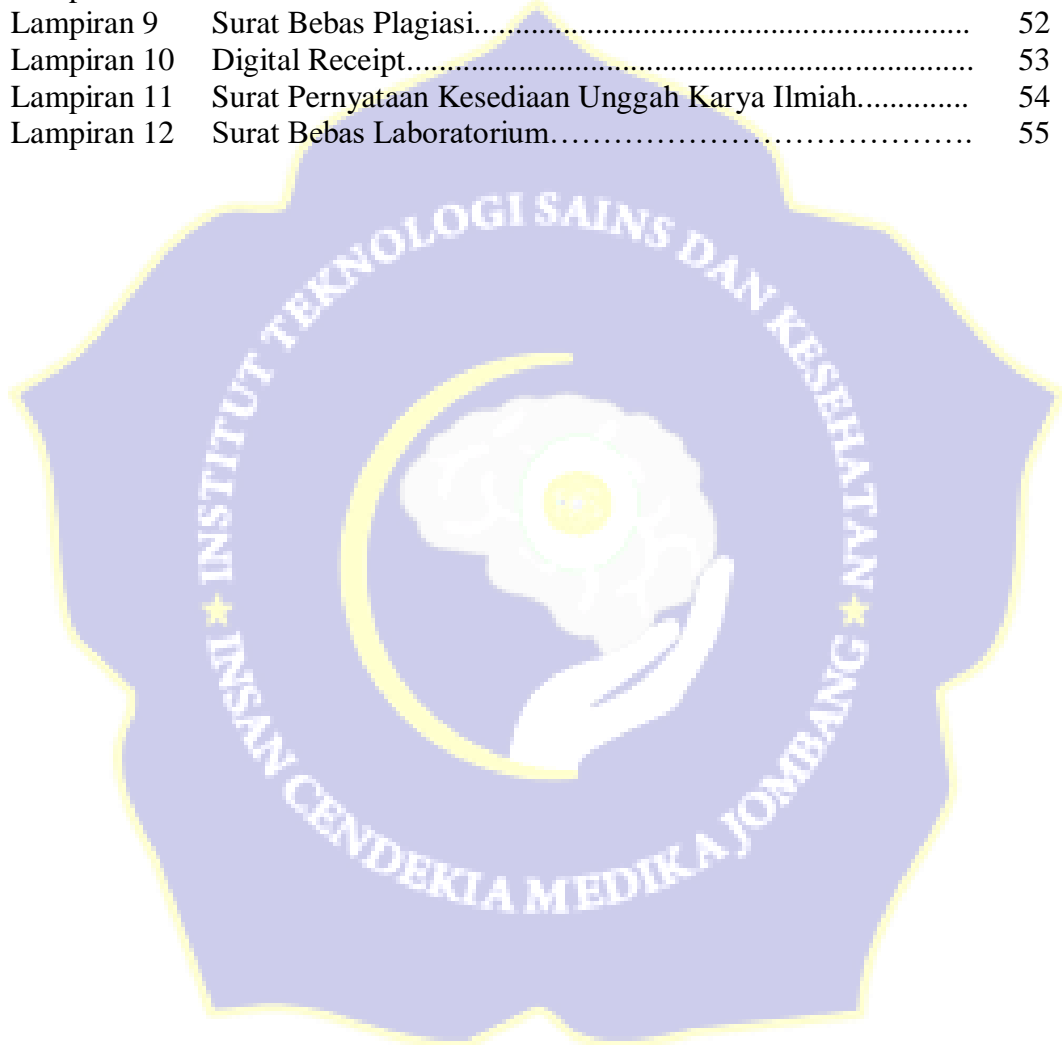 Lampiran 9 Surat Bebas Plagiasi.................................................................. 52
Lampiran 10 Digital Receipt........................................................................... 53
Lampiran 11 Surat Pernyataan Kesediaan Unggah Karya Ilmiah.............. 54
Lampiran 12 Surat Bebas Laboratorium…………………………………. 55
INSTITUT TEKNOLOGI SAINS DAN KESEHATAN
INSAN CENDEKIA MEDIKA JOMBANG